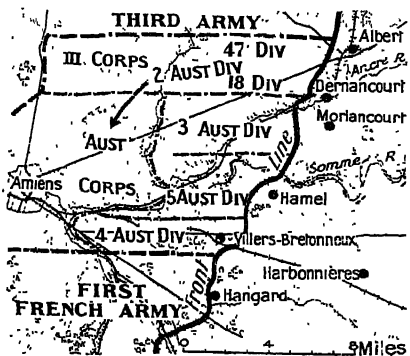 THIRD ARMY
Albert
47 DIV
III. CORPS
2 AUST DIV
Ancre R.
18 DIV
Dernancourt
3 AUST DIV
Morlancourt
AUST
Line
Somme R
Amiens
CORPS
5 AUST DIV
Hamel
4 AUST DIV
Villers-Bretonneux
Front
Harbonnières
FIRST
FRENCH ARMY
Hangard
0 4 8 Miles